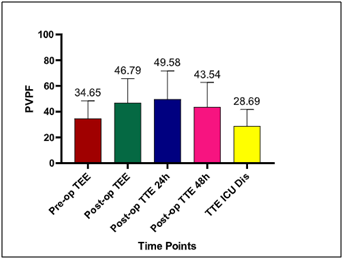 100
80
60
40
20
0
PVPF
34.65
46.79
49.58
43.54
28.69
Pre-op TEE
Post-op TEE
Post-op TTE 24h
Post-op TTE 48h
TTE ICU Dis
Time Points